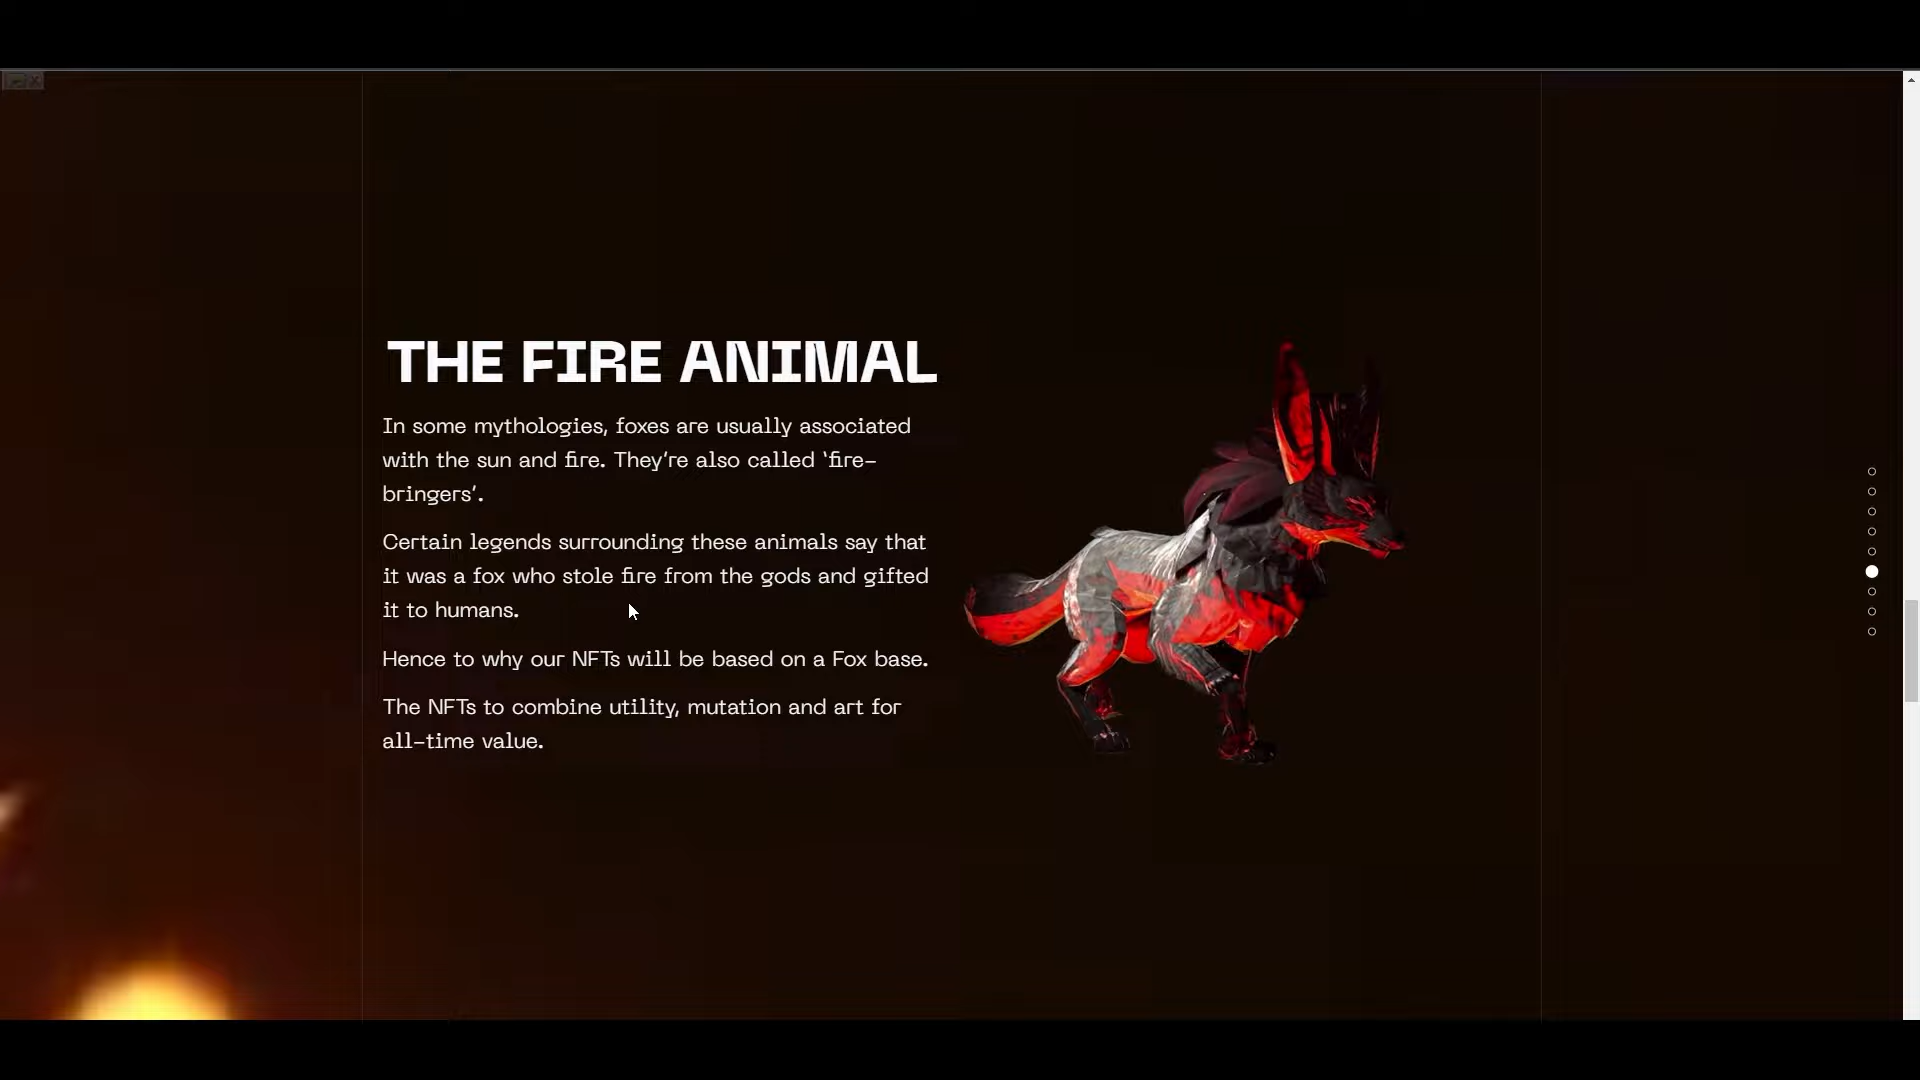 THE FIRE ANIMAL
In some mythologies, foxes are usually associated
with the sun and fire. They're also called ‘fire-
bringers’.
Certain legends surrounding these animals say that
it was a fox who stole fire from the gods and gifted
it to humans.
Hence to why our NFTs will be based on a Fox base.
The NFTs to combine utility, mutation and art for
all-time value.